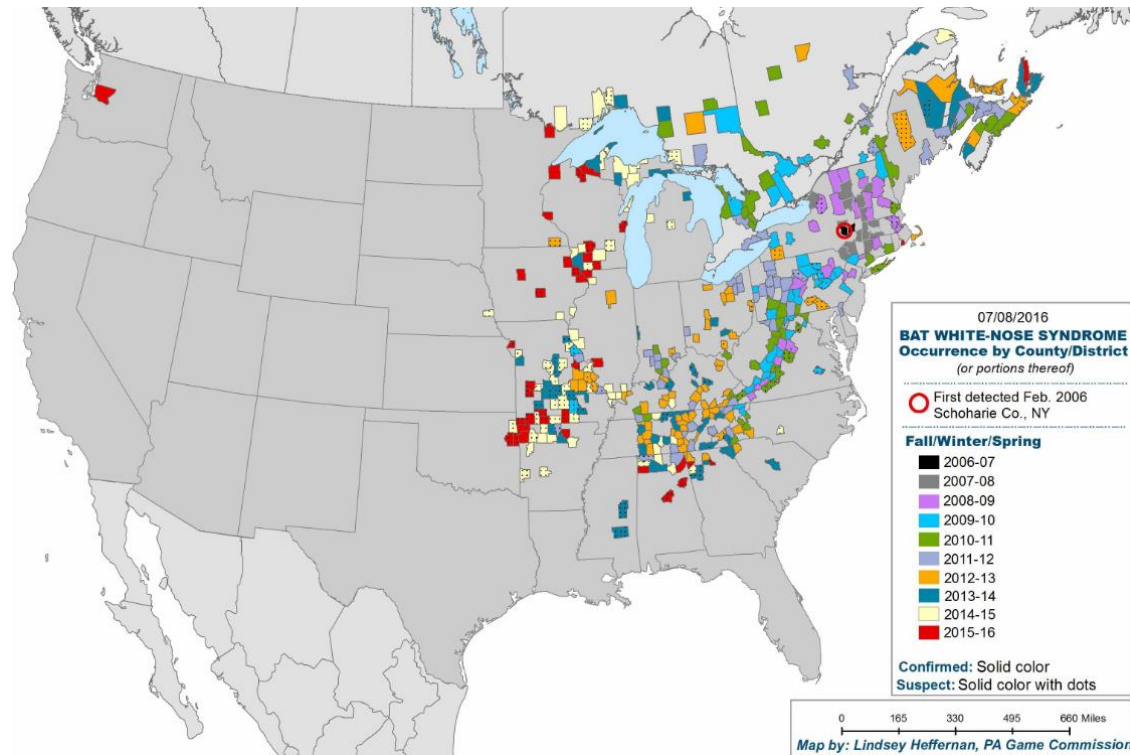 07/08/2016
BAT WHITE-NOSE SYNDROME
Occurrence by County/District
(or portions thereof)
First detected Feb. 2006
Schoharie Co., NY
Fall/Winter/Spring
2006-07
2007-08
2008-09
2009-10
2010-11
2011-12
2012-13
2013-14
2014-15
2015-16
Confirmed: Solid color
Suspect: Solid color with dots
0 165 330 495 660 Miles
Map by: Lindsey Heffernan, PA Game Commission